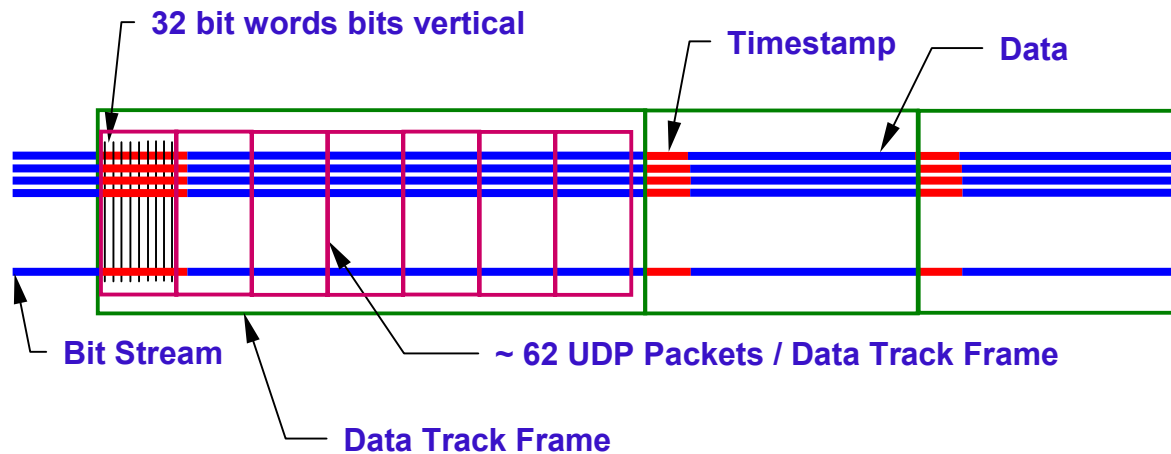 32 bit words bits vertical
Timestamp
Data
Bit Stream
~ 62 UDP Packets / Data Track Frame
Data Track Frame